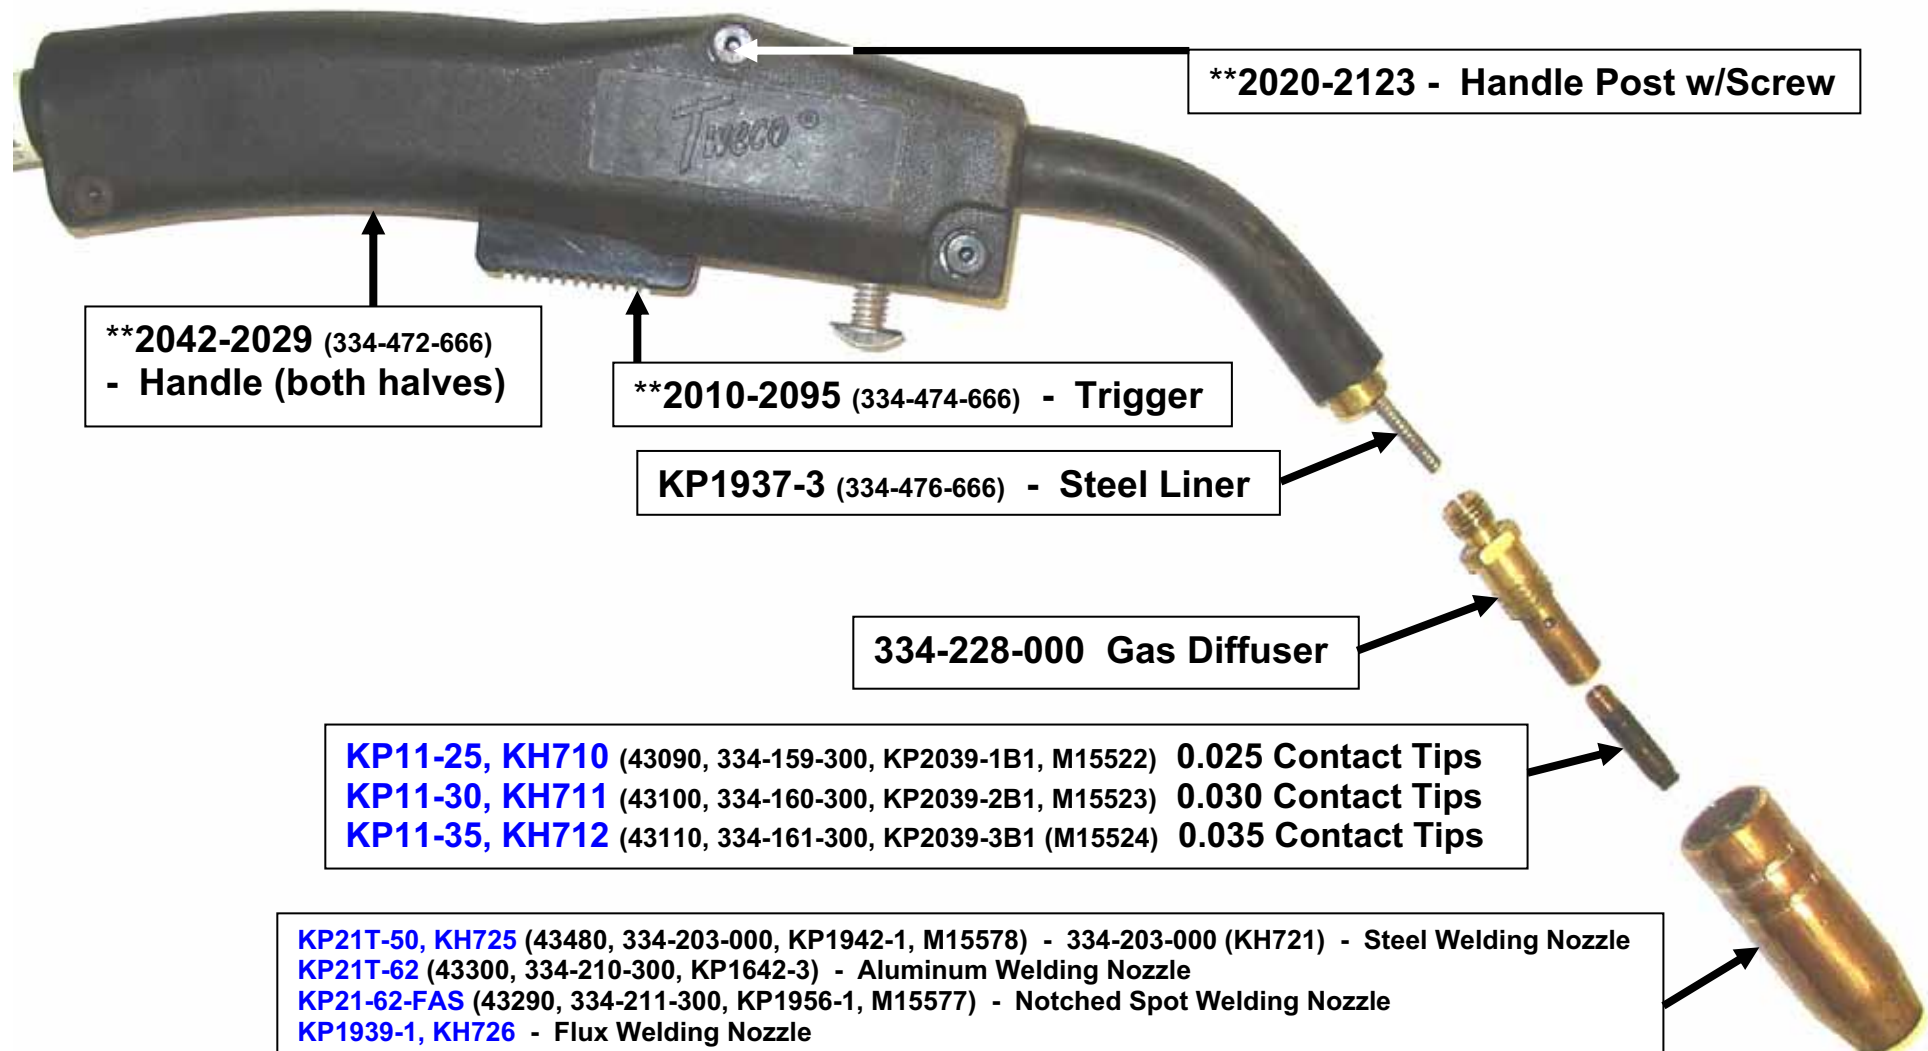 **2020-2123 - Handle Post w/Screw
Tweco ®
**2042-2029 (334-472-666)
- Handle (both halves)
**2010-2095 (334-474-666) - Trigger
KP1937-3 (334-476-666) - Steel Liner
334-228-000 Gas Diffuser
KP11-25, KH710 (43090, 334-159-300, KP2039-1B1, M15522) 0.025 Contact Tips
KP11-30, KH711 (43100, 334-160-300, KP2039-2B1, M15523) 0.030 Contact Tips
KP11-35, KH712 (43110, 334-161-300, KP2039-3B1 (M15524) 0.035 Contact Tips
KP21T-50, KH725 (43480, 334-203-000, KP1942-1, M15578) - 334-203-000 (KH721) - Steel Welding Nozzle
KP21T-62 (43300, 334-210-300, KP1642-3) - Aluminum Welding Nozzle
KP21-62-FAS (43290, 334-211-300, KP1956-1, M15577) - Notched Spot Welding Nozzle
KP1939-1, KH726 - Flux Welding Nozzle